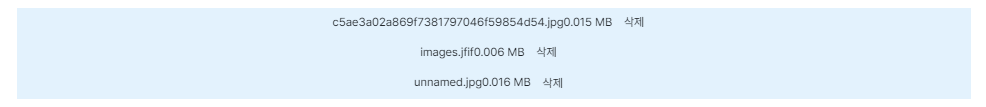 c5ae3a02a869f7381797046f59854d54.jpg0.015 MB 삭제
images.jfif0.006 MB 삭제
unnamed.jpg0.016 MB 삭제